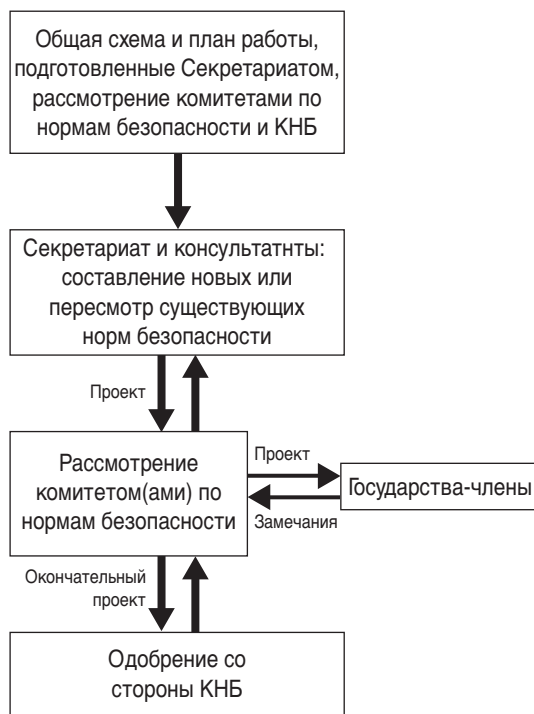 Общая схема и план работы,
подготовленные Секретариатом,
рассмотрение комитетами по
нормам безопасности и КНБ
Секретариат и консультатнты:
составление новых или
пересмотр существующих
норм безопасности
Проект
Рассмотрение
комитетом(ами) по
нормам безопасности
Проект
Государства-члены
Замечания
Окончательный
проект
Одобрение со
стороны КНБ